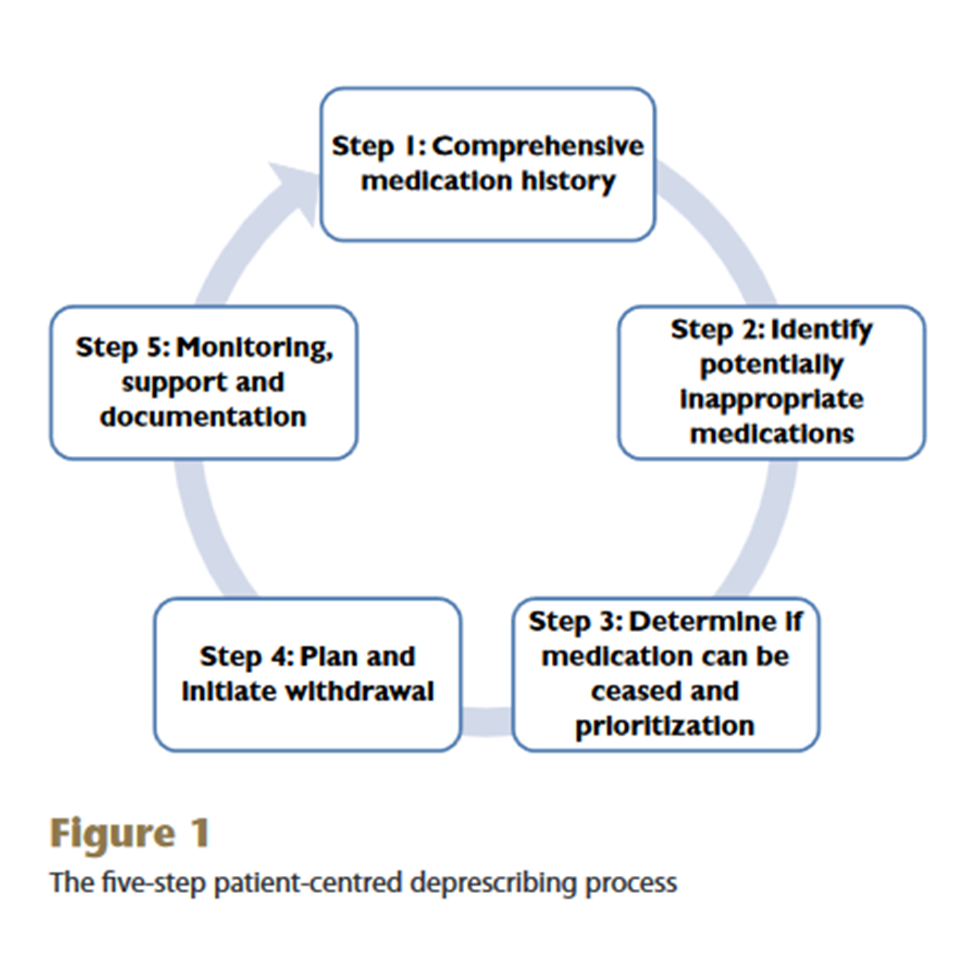 Step 1: Comprehensive
medication history
Step 2: Identify
potentially
inappropriate
medications
Step 3: Determine if
medication can be
ceased and
prioritization
Step 4: Plan and
initiate withdrawal
Step 5: Monitoring,
support and
documentation
Figure 1
The five-step patient-centred deprescribing process